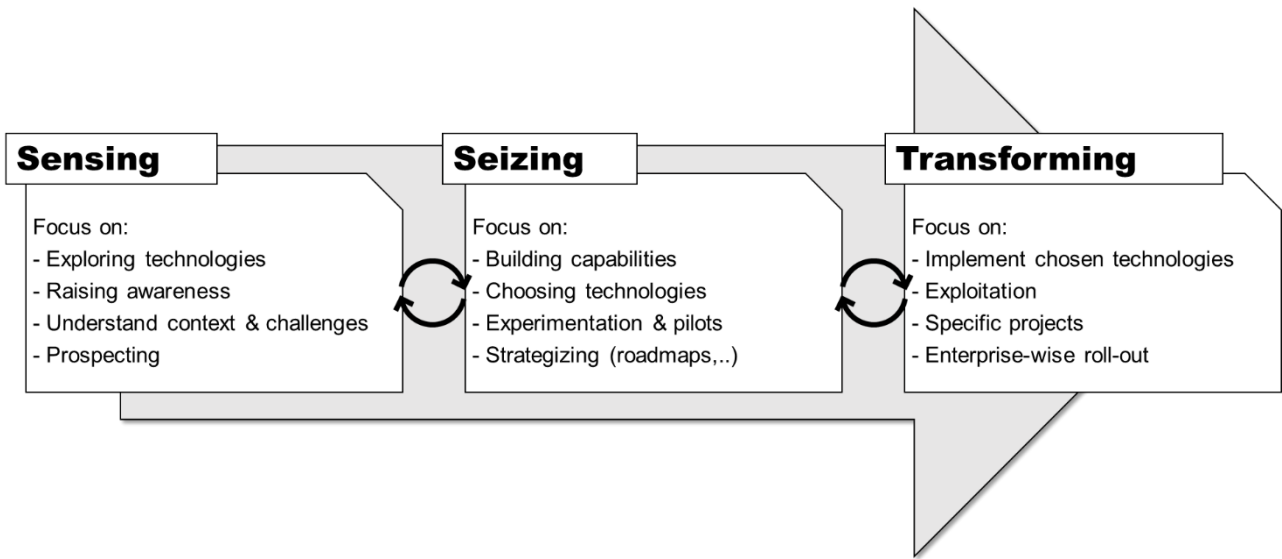 Sensing
Focus on:
- Exploring technologies
- Raising awareness
- Understand context & challenges
- Prospecting
Seizing
Focus on:
- Building capabilities
- Choosing technologies
- Experimentation & pilots
- Strategizing (roadmaps,..)
Transforming
Focus on:
- Implement chosen technologies
- Exploitation
- Specific projects
- Enterprise-wise roll-out